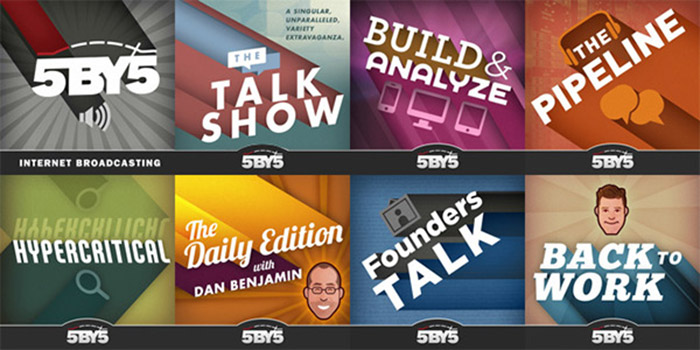 5BY5
INTERNET BROADCASTING
A SINGULAR,
UNPARALLELED,
VARIETY
EXTRAVAGANZA.
THE
TALK
SHOW
5BY5
BUILD &
ANALYZE
5BY5
THE
PIPELINE
5BY5
HYPERCRITICAL
HYPERCRITICAL
5BY5
The
Daily Edition
with
DAN BENJAMIN
5BY5
Founders
TALK
5BY5
BACK TO
WORK
5BY5